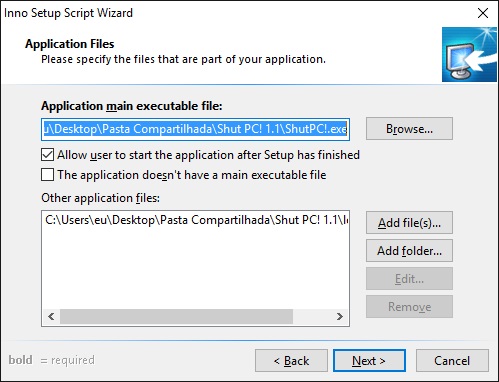 Inno Setup Script Wizard
Application Files
Please specify the files that are part of your application.
Application main executable file:
u\Desktop\Pasta Compartilhada\Shut PC! 1.1\ShutPC!.exe
Browse...
Allow user to start the application after Setup has finished
The application doesn't have a main executable file
Other application files:
C:\Users\eu\Desktop\Pasta Compartilhada\Shut PC! 1.1\
Add file(s)...
Add folder...
Edit...
Remove
bold = required
< Back
Next >
Cancel